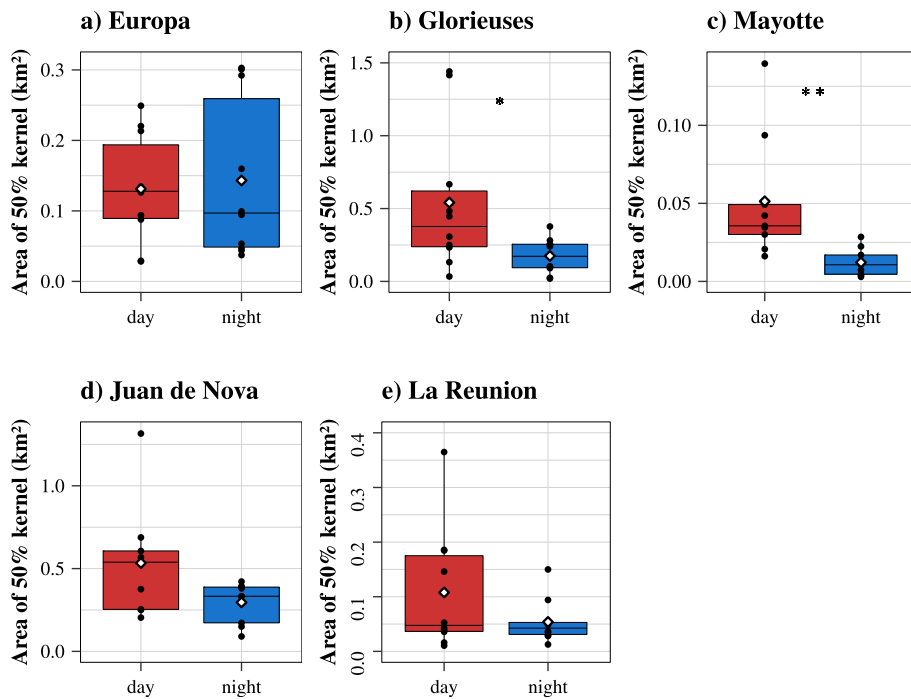 a) Europa
Area of 50% kernel (km²)
0.3
0.2
0.1
0.0
day night
b) Glorieuses
Area of 50% kernel (km²)
1.5
1.0
0.5
0.0
*
day night
c) Mayotte
Area of 50% kernel (km²)
0.10
0.05
0.00
**
day night
d) Juan de Nova
Area of 50% kernel (km²)
1.0
0.5
0.0
day night
e) La Reunion
Area of 50% kernel (km²)
0.4
0.3
0.2
0.1
0.0
day night